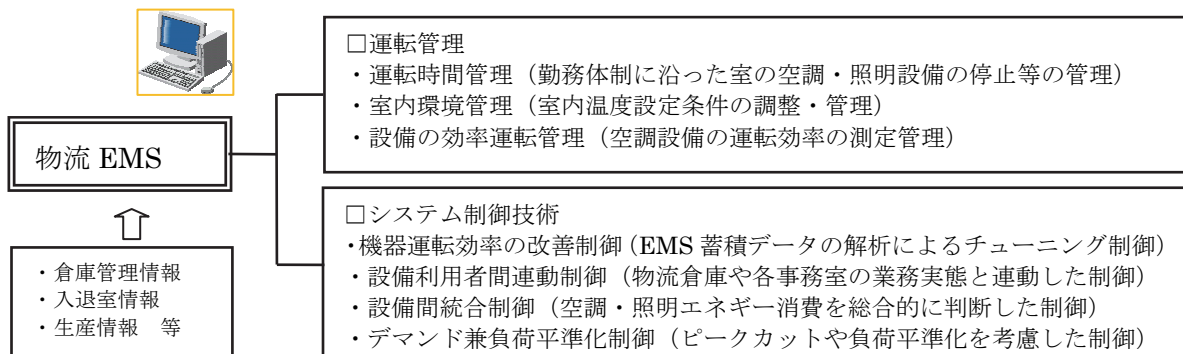 □運転管理
・運転時間管理（勤務体制に沿った室の空調・照明設備の停止等の管理）
・室内環境管理（室内温度設定条件の調整・管理）
・設備の効率運転管理（空調設備の運転効率の測定管理）
物流 EMS
□システム制御技術
・機器運転効率の改善制御（EMS 蓄積データの解析によるチューニング制御）
・設備利用者間連動制御（物流倉庫や各事務室の業務実態と連動した制御）
・設備間統合制御（空調・照明エネギー消費を総合的に判断した制御）
・デマンド兼負荷平準化制御（ピークカットや負荷平準化を考慮した制御）
・倉庫管理情報
・入退室情報
・生産情報　等